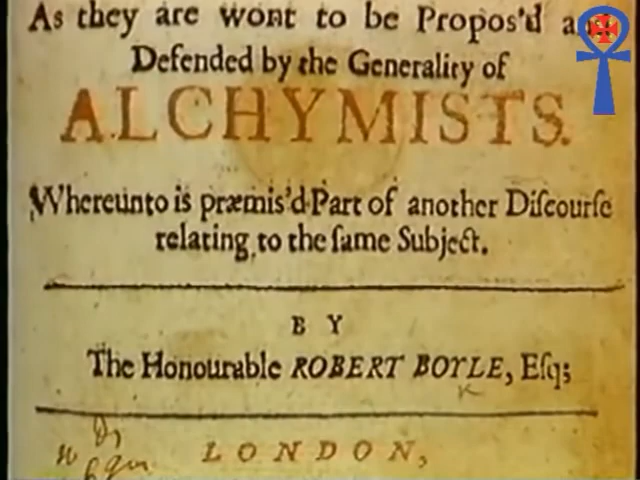 As they are wont to be Propos'd
Defended by the Generality of
ALCHYMISTS.
Whereunto is præmis'd Part of another Diſcourſe
relating to the ſame Subject.
BY
The Honourable ROBERT BOYLE, Eſq;
LONDON,